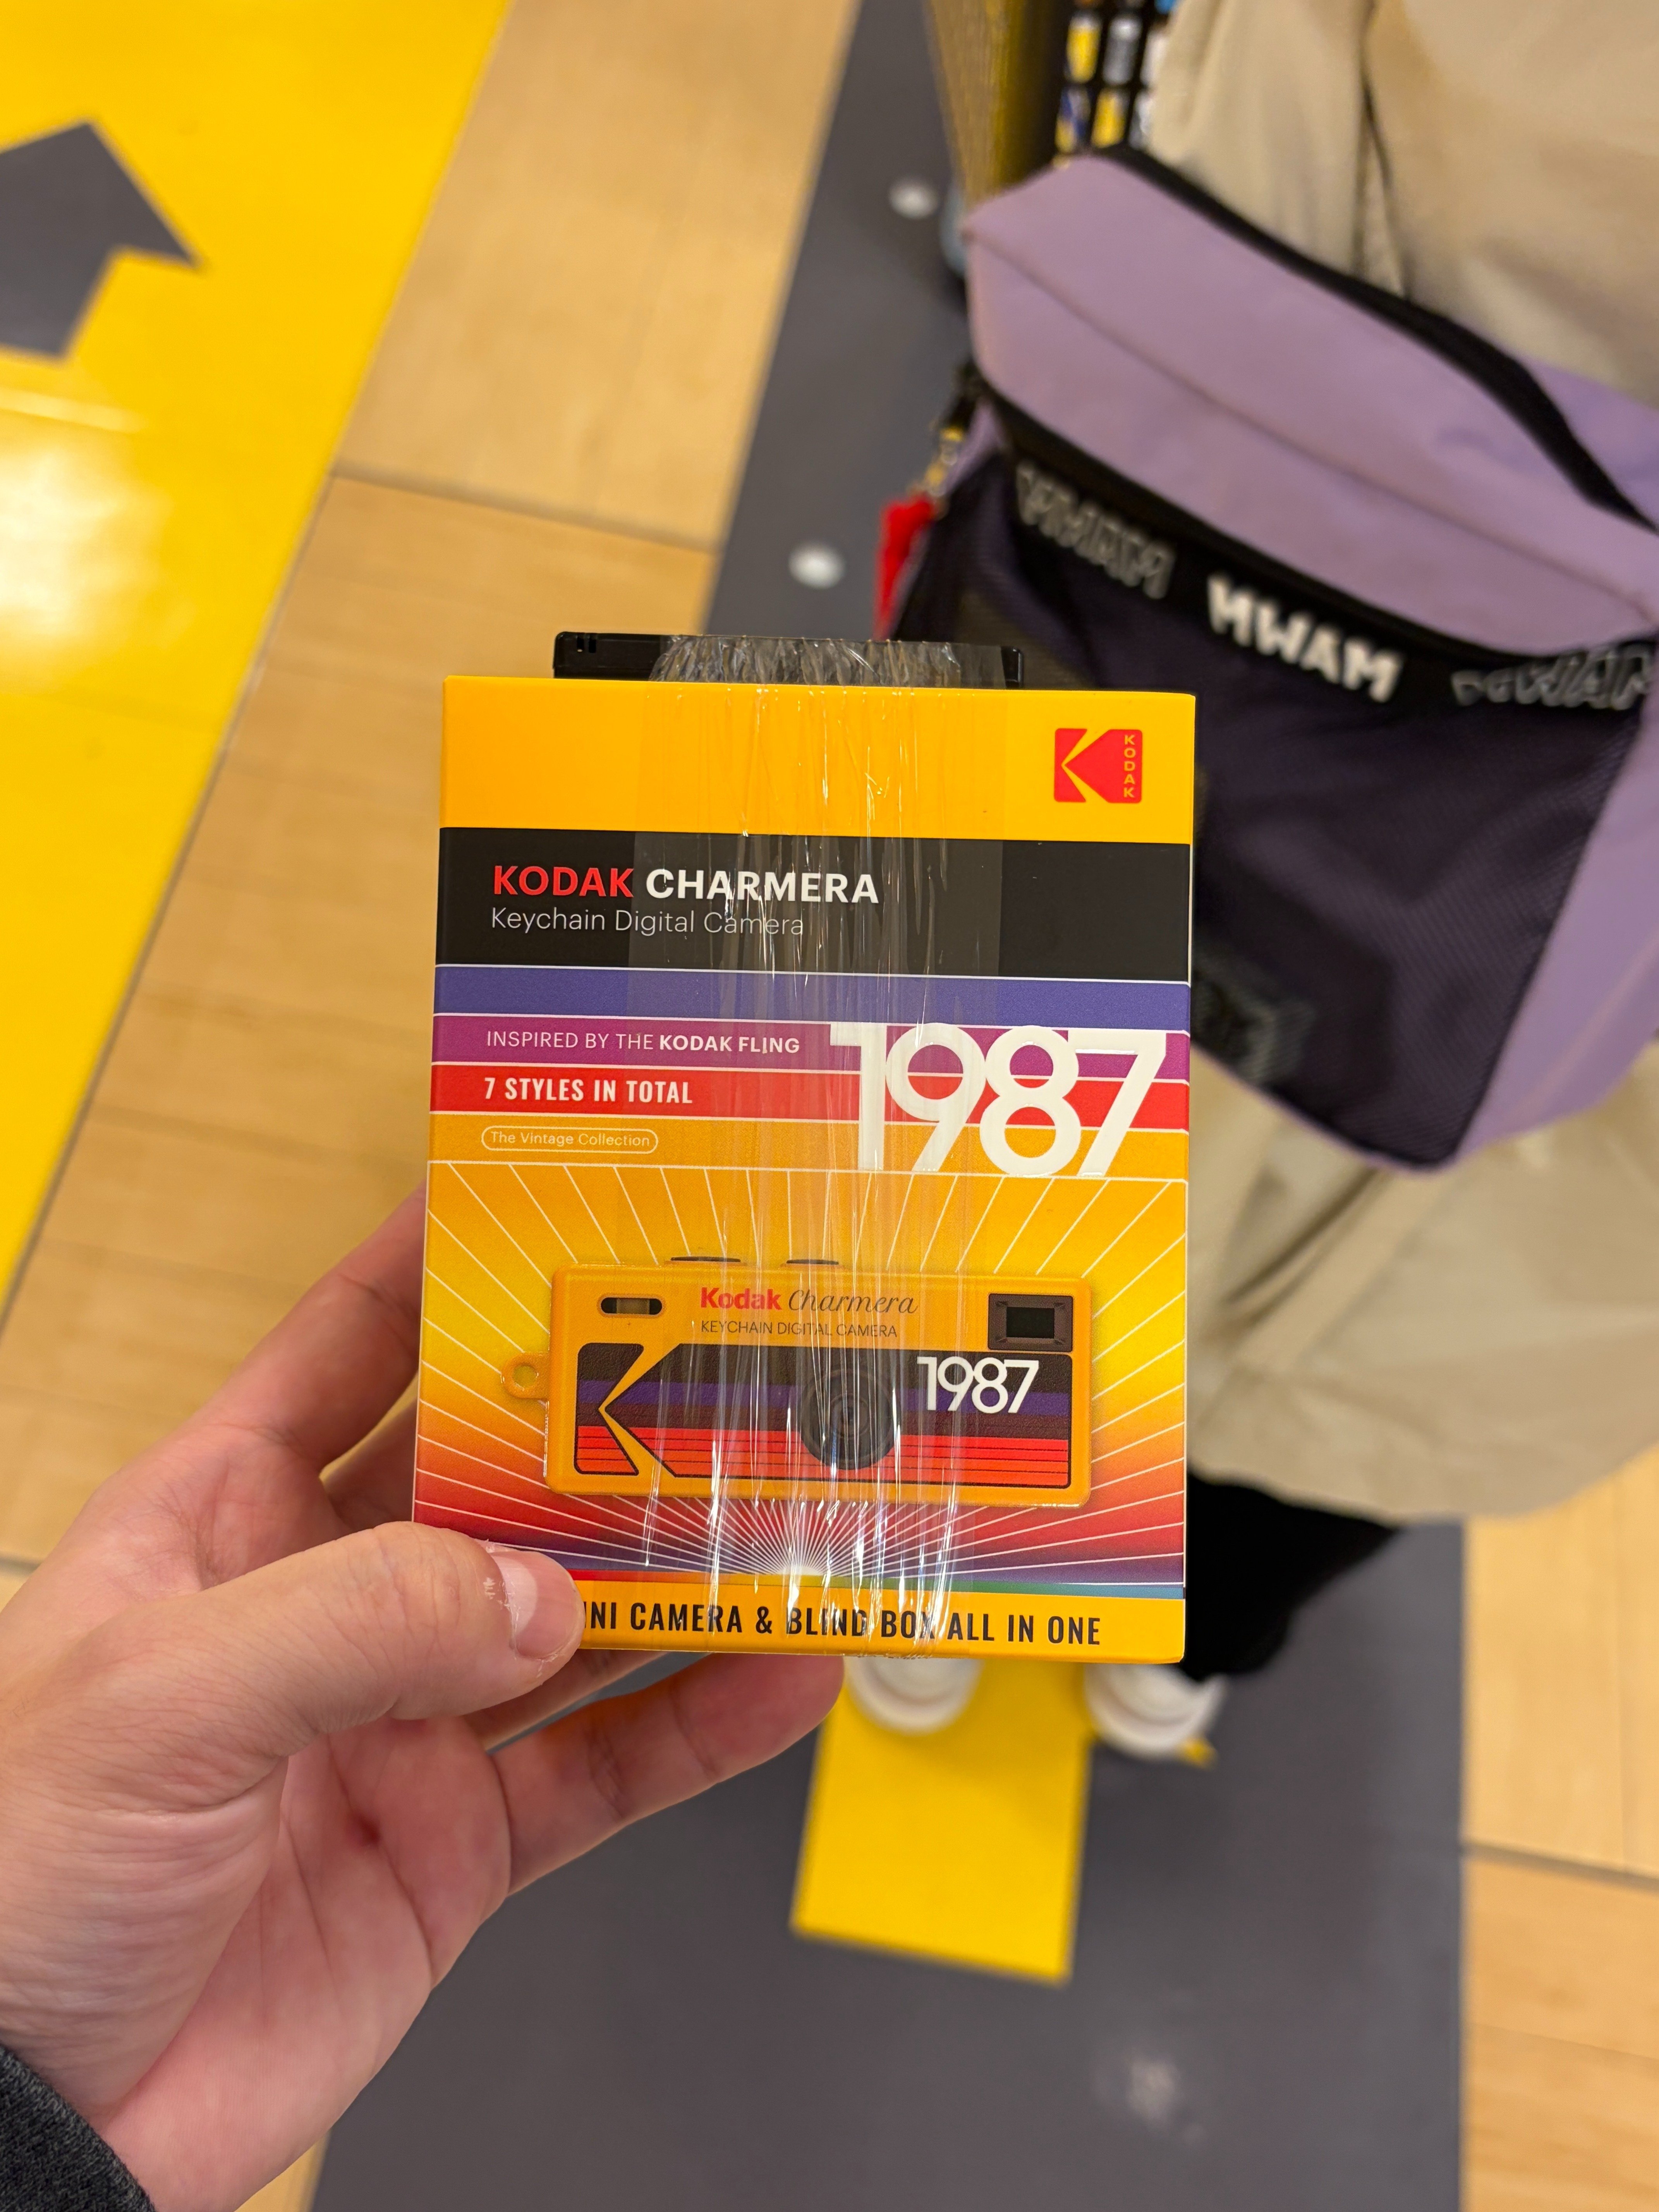 MWAM
KODAK
KODAK CHARMERA
Keychain Digital Camera
INSPIRED BY THE KODAK FLING
1987
7 STYLES IN TOTAL
The Vintage Collection
Kodak Charmera
KEYCHAIN DIGITAL CAMERA
1987
CAMERA & BLIND BOX ALL IN ONE